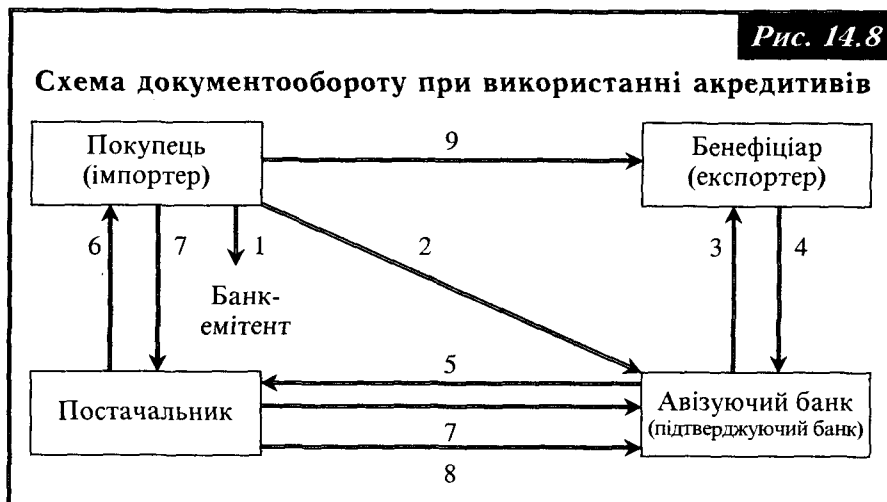 Рис. 14.8
Схема документообороту при використанні акредитивів
Покупець
(імпортер)
9
Бенефіціар
(експортер)
6
7
1
2
3
4
Банк-
емітент
5
Постачальник
Авізуючий банк
(підтверджуючий банк)
7
8